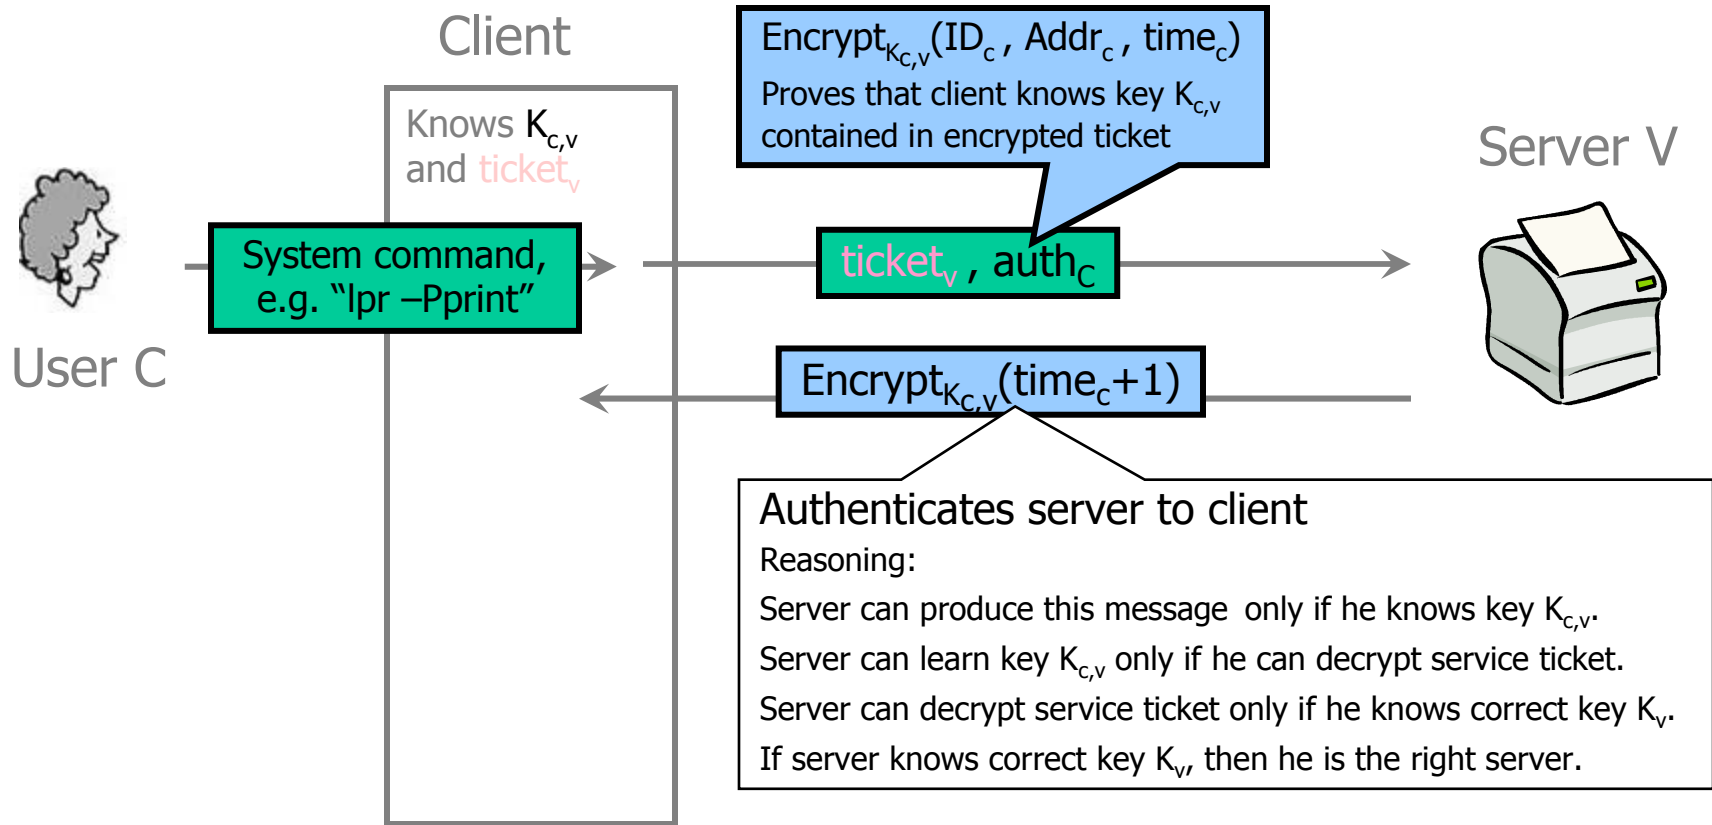 Client
Knows K_c,v
and ticket_v
User C
System command,
e.g. “lpr –Pprint”
Encrypt_K_c,v(ID_c , Addr_c , time_c)
Proves that client knows key K_c,v
contained in encrypted ticket
ticket_v , auth_C
Server V
Encrypt_K_c,v(time_c+1)
Authenticates server to client
Reasoning:
Server can produce this message only if he knows key K_c,v.
Server can learn key K_c,v only if he can decrypt service ticket.
Server can decrypt service ticket only if he knows correct key K_v.
If server knows correct key K_v, then he is the right server.